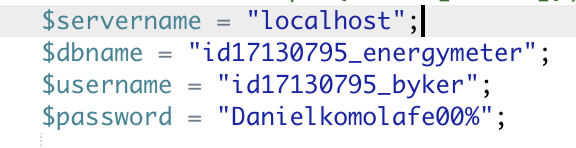 $servername = "localhost";
$dbname = "id17130795_energymeter";
$username = "id17130795_byker";
$password = "Danielkomolafe00%";